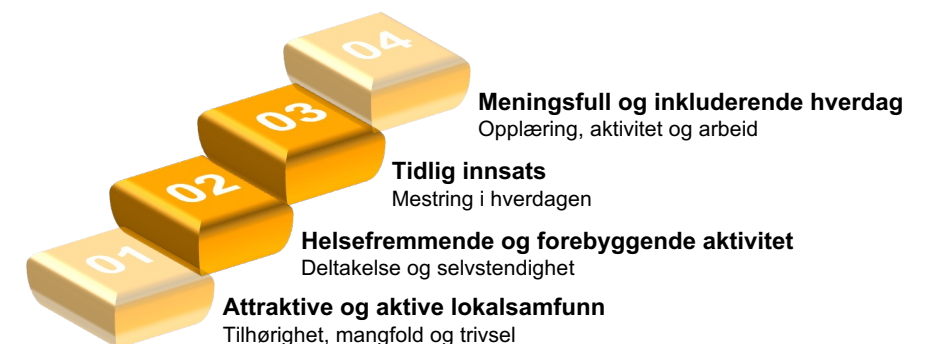 04
Meningsfull og inkluderende hverdag
Opplæring, aktivitet og arbeid
03
Tidlig innsats
Mestring i hverdagen
02
Helsefremmende og forebyggende aktivitet
Deltakelse og selvstendighet
01
Attraktive og aktive lokalsamfunn
Tilhørighet, mangfold og trivsel